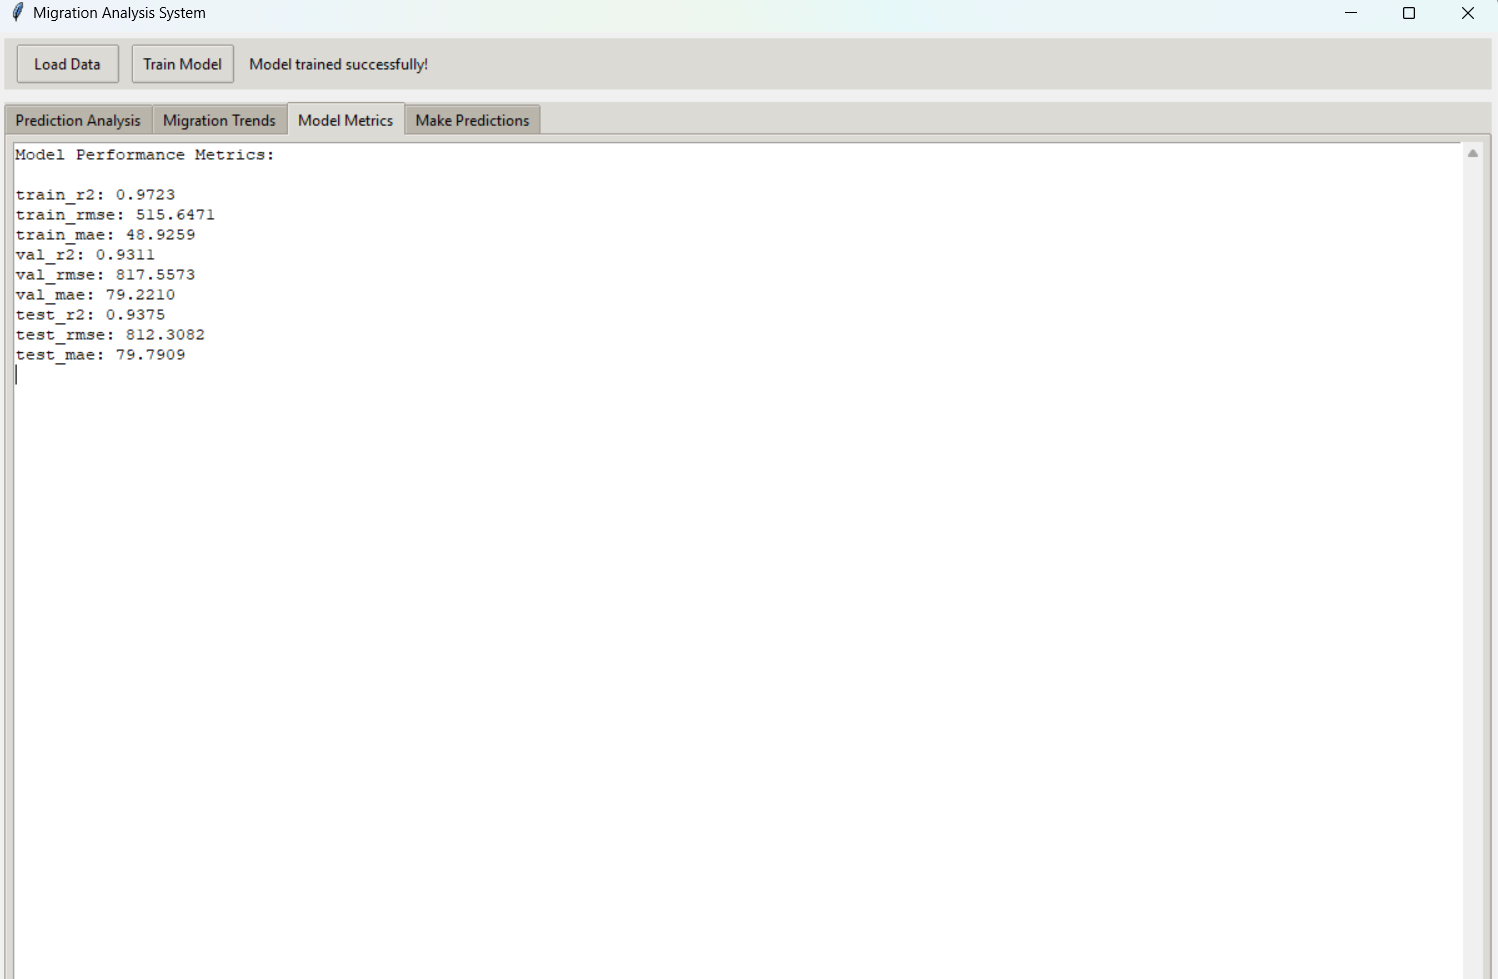 Migration Analysis System
Load Data Train Model Model trained successfully!
Prediction Analysis Migration Trends Model Metrics Make Predictions
Model Performance Metrics:
train_r2: 0.9723
train_rmse: 515.6471
train_mae: 48.9259
val_r2: 0.9311
val_rmse: 817.5573
val_mae: 79.2210
test_r2: 0.9375
test_rmse: 812.3082
test_mae: 79.7909